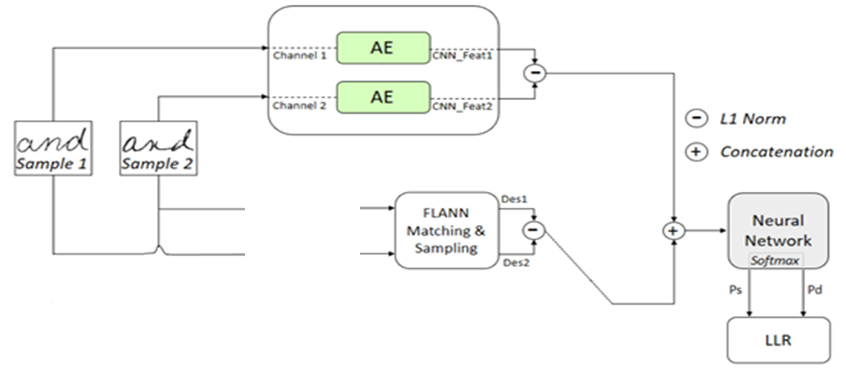 Channel 1
AE
CNN_Feat1
Channel 2
AE
CNN_Feat2
−
− L1 Norm
+ Concatenation
and
Sample 1
and
Sample 2
FLANN
Matching &
Sampling
Des1
Des2
−
+
Neural
Network
Softmax
Ps
Pd
LLR